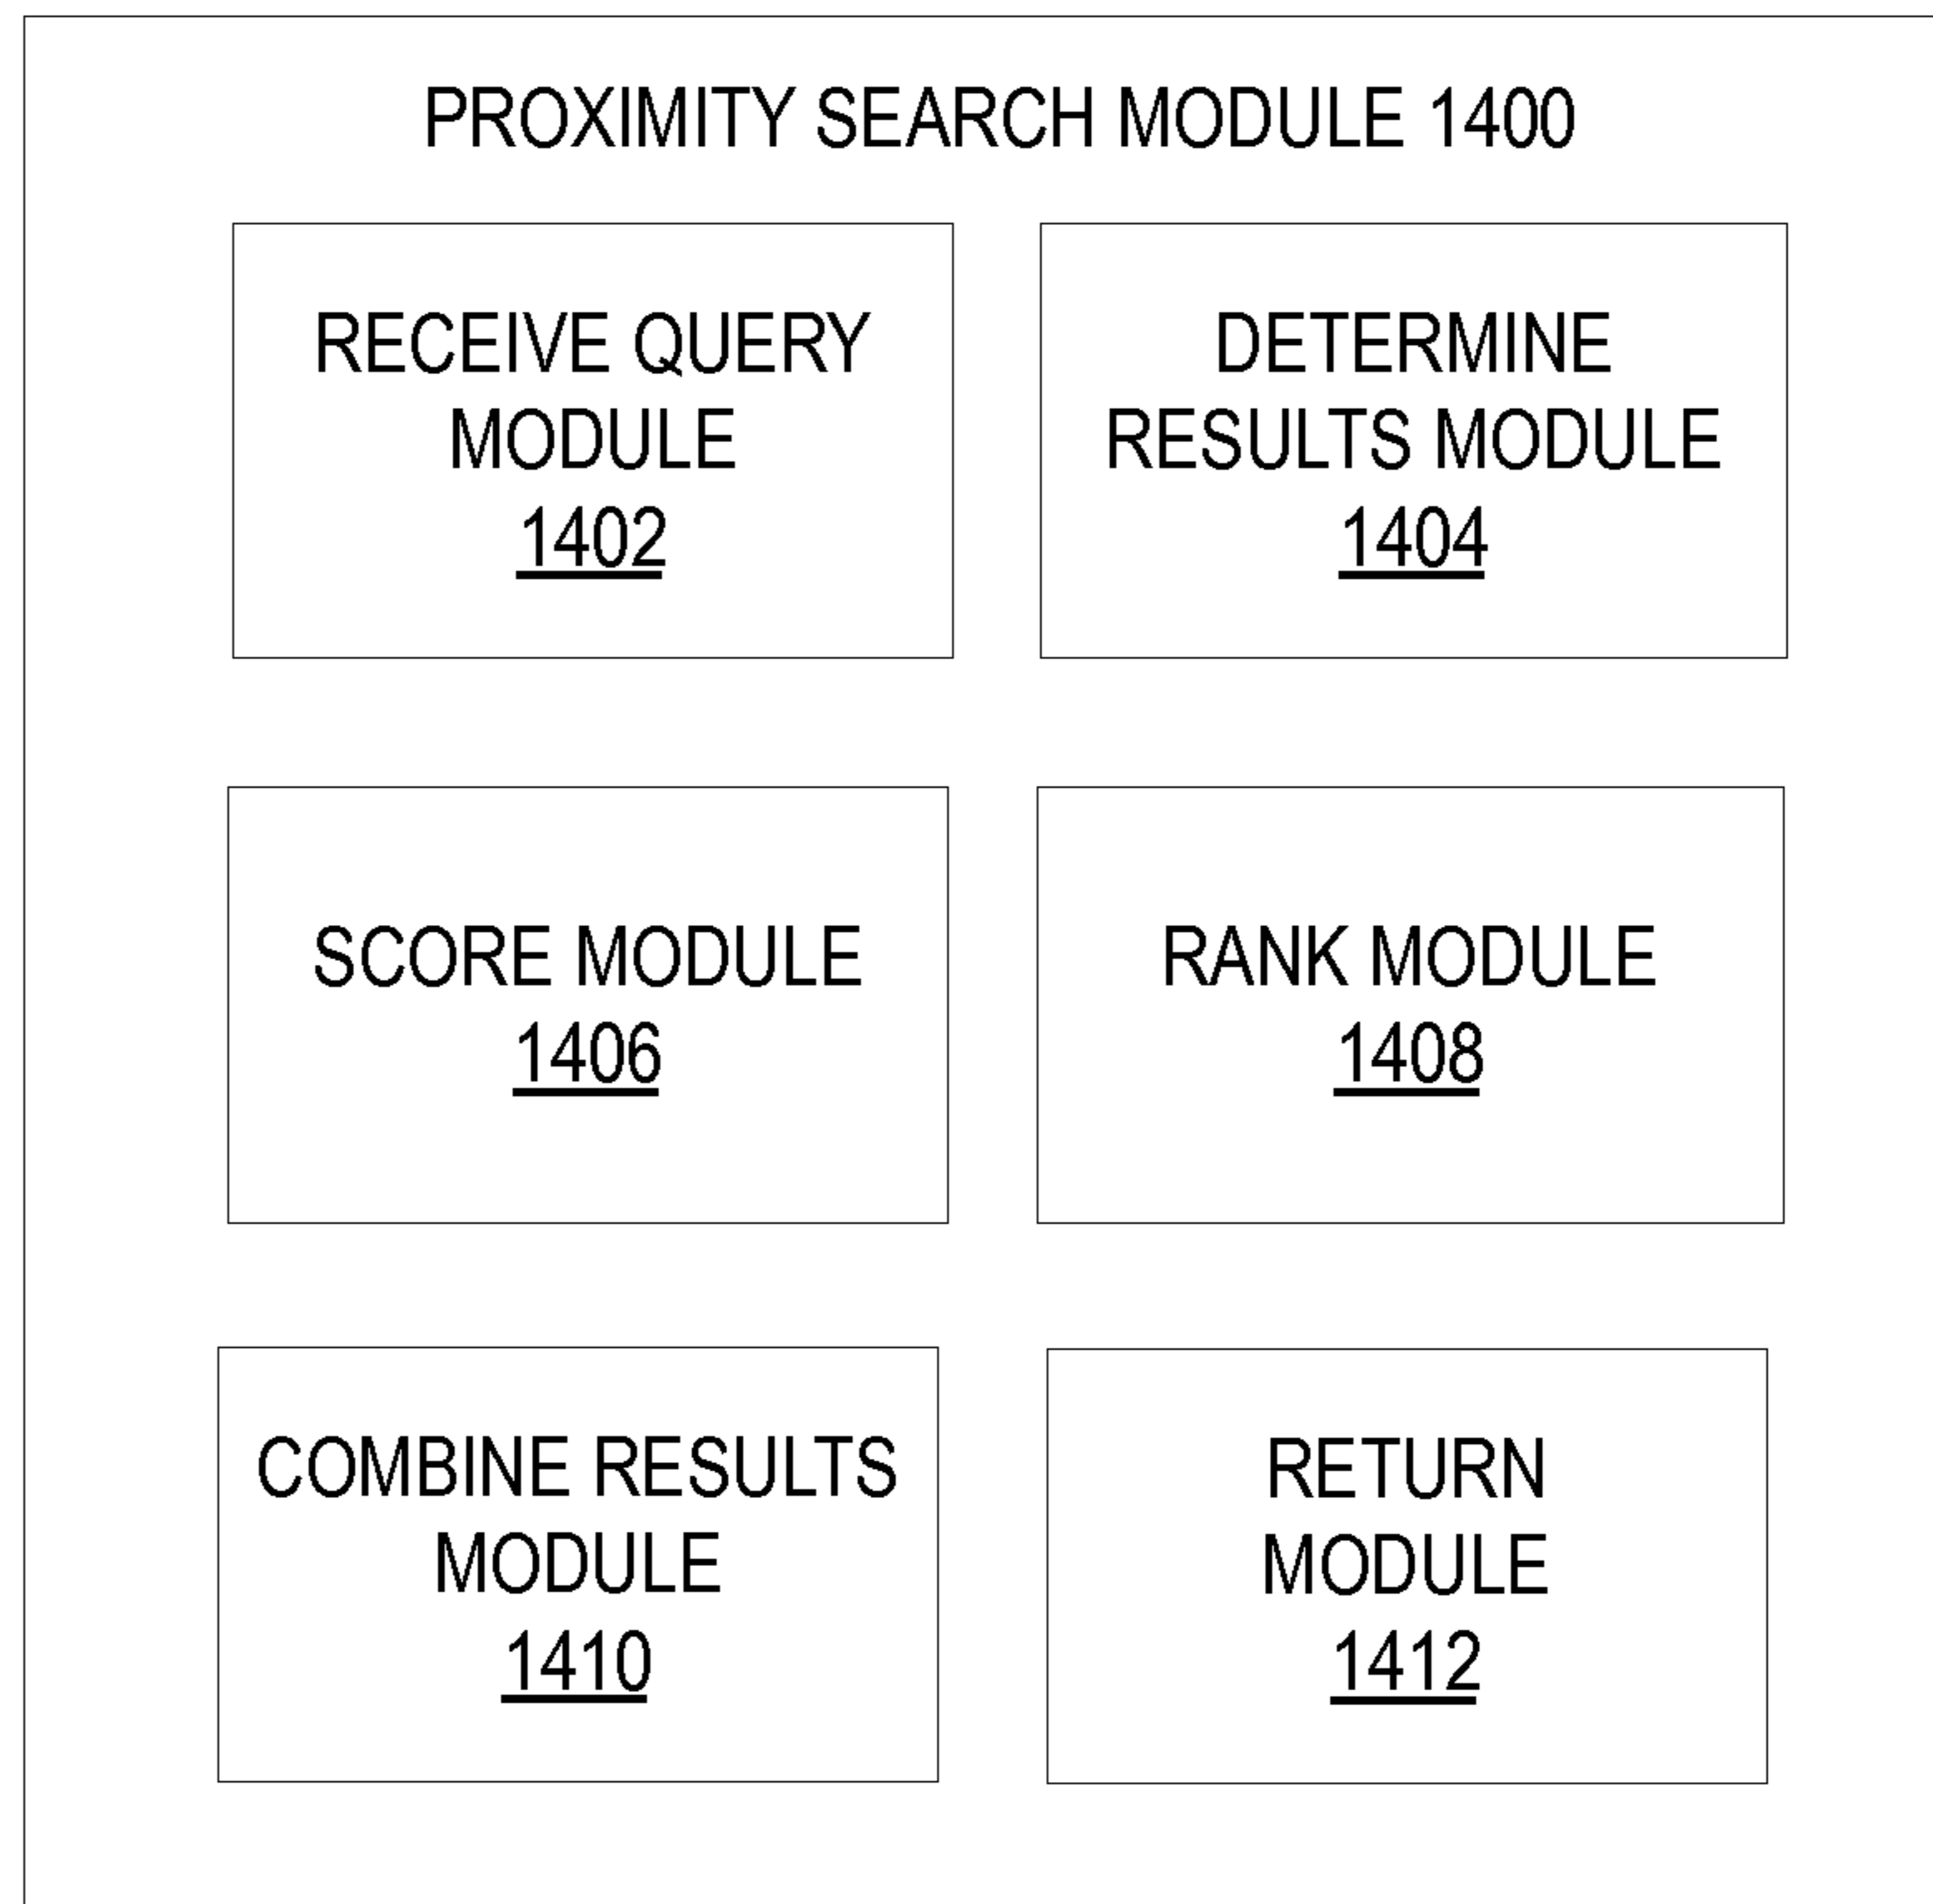 PROXIMITY SEARCH MODULE 1400
RECEIVE QUERY
MODULE
1402
DETERMINE
RESULTS MODULE
1404
SCORE MODULE
1406
RANK MODULE
1408
COMBINE RESULTS
MODULE
1410
RETURN
MODULE
1412